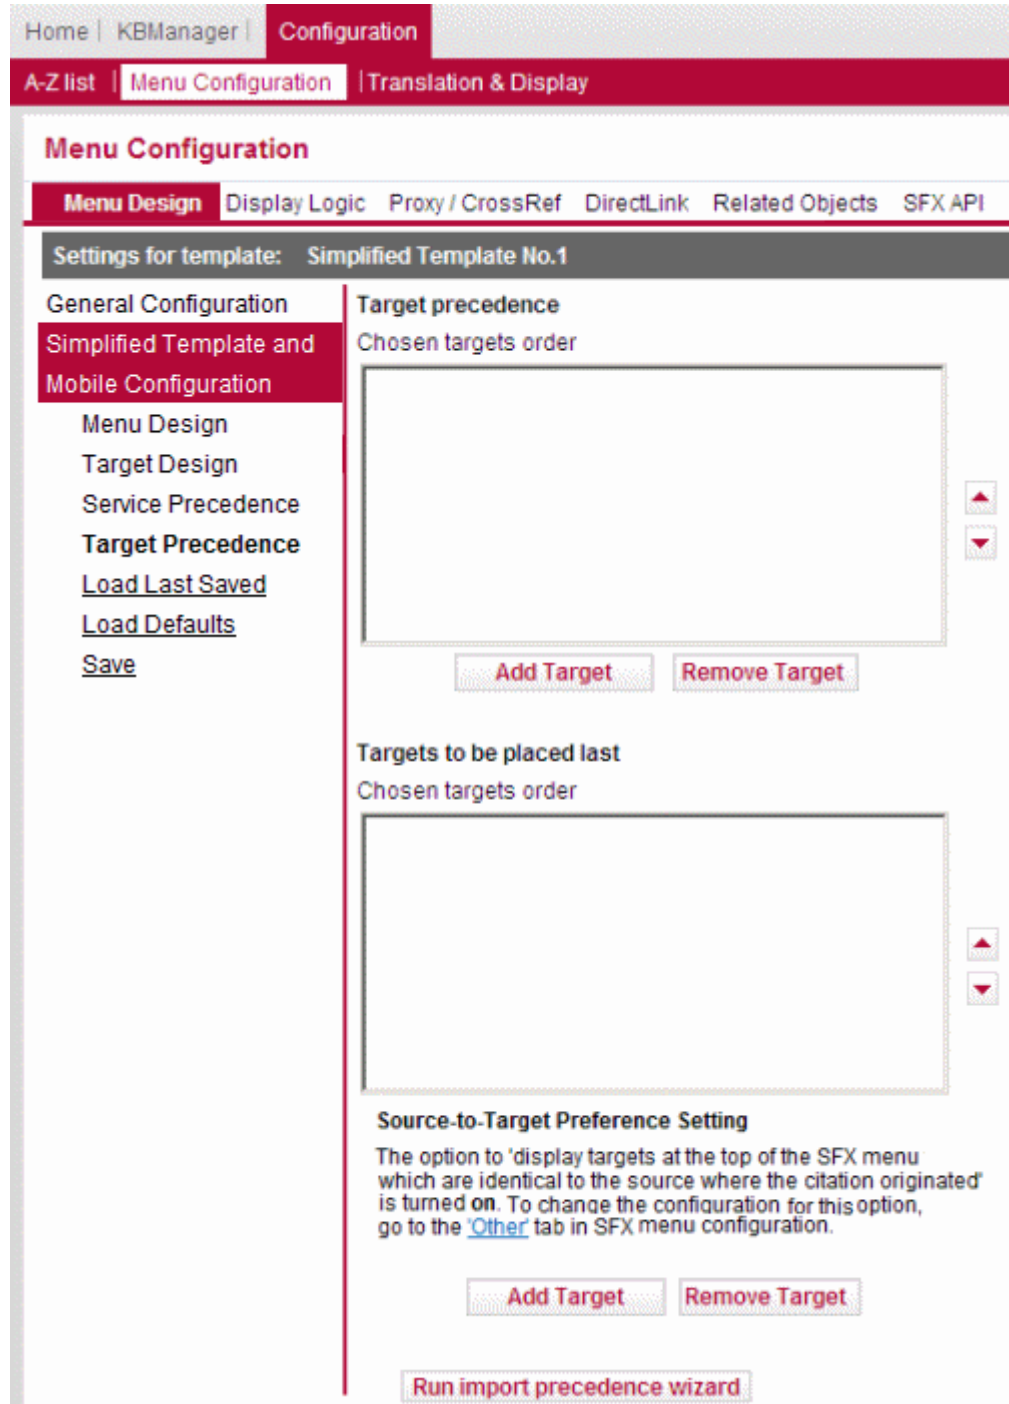 Home | KBManager | Configuration
A-Z list | Menu Configuration | Translation & Display
Menu Configuration
Menu Design Display Logic Proxy / CrossRef DirectLink Related Objects SFX API
Settings for template: Simplified Template No.1
General Configuration
Simplified Template and
Mobile Configuration
Menu Design
Target Design
Service Precedence
Target Precedence
Load Last Saved
Load Defaults
Save
Target precedence
Chosen targets order
Add Target Remove Target
Targets to be placed last
Chosen targets order
Source-to-Target Preference Setting
The option to 'display targets at the top of the SFX menu
which are identical to the source where the citation originated'
is turned on. To change the configuration for this option,
go to the 'Other' tab in SFX menu configuration.
Add Target Remove Target
Run import precedence wizard